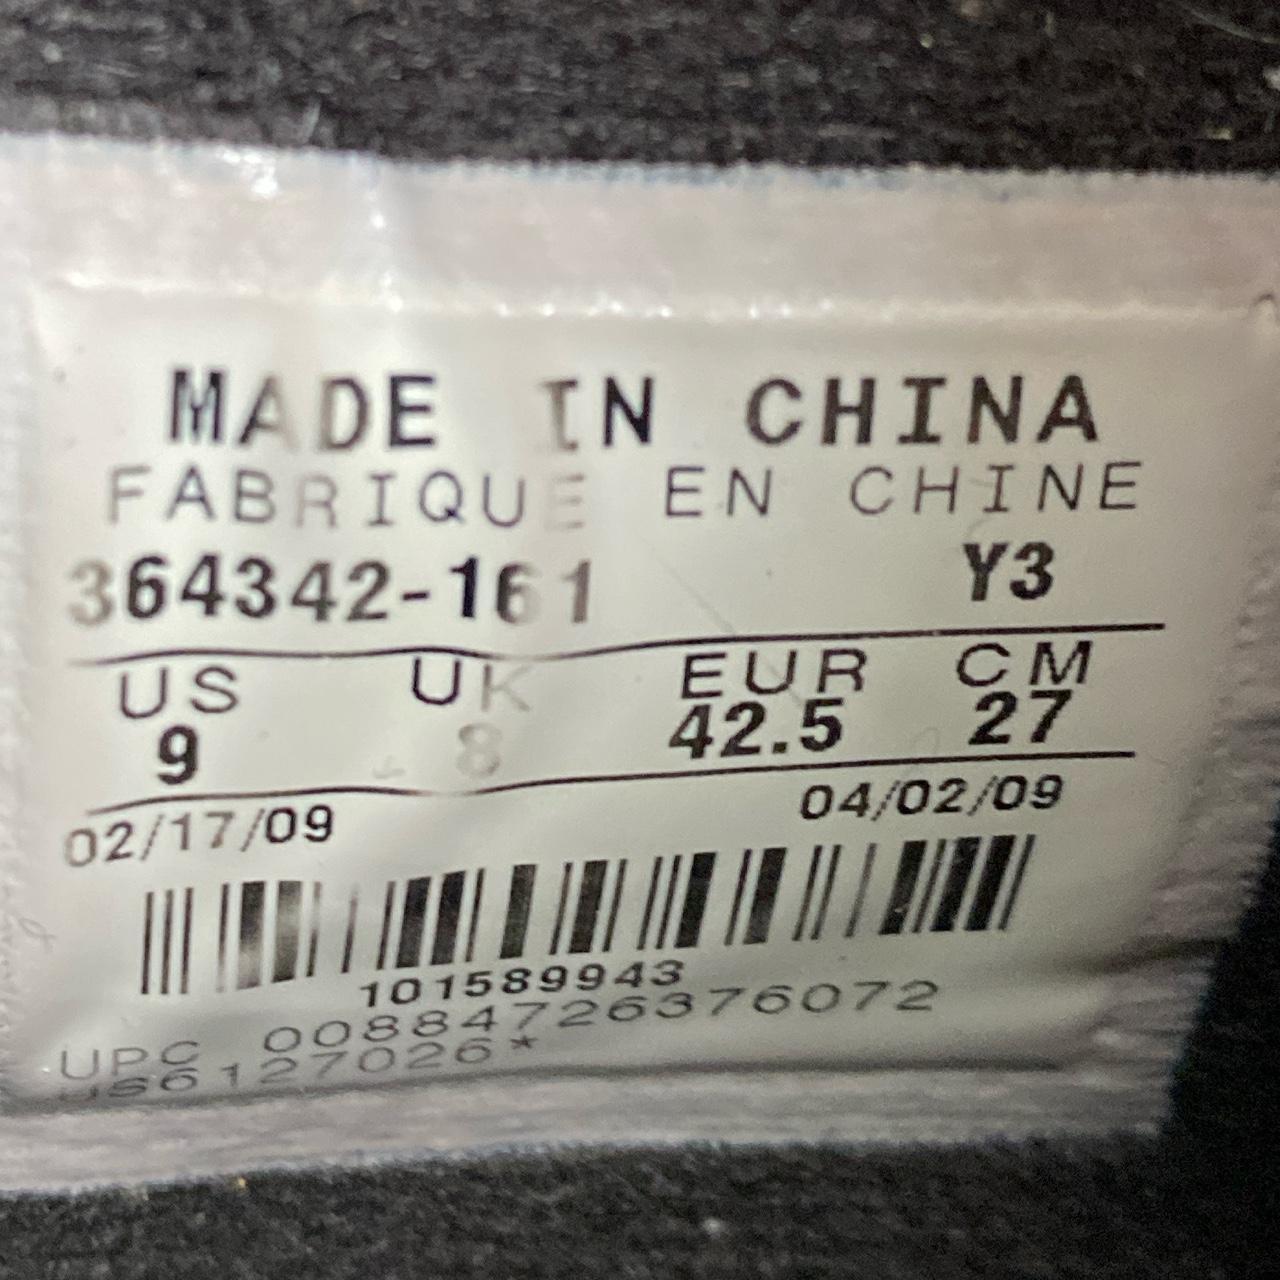 MADE IN CHINA
FABRIQUE EN CHINE
364342-161 Y3
US UK EUR CM
9 8 42.5 27
02/17/09 04/02/09
101589943
UPC 00884726376072
US6127026*